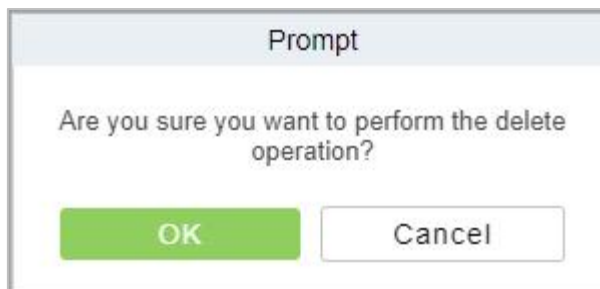 Prompt
Are you sure you want to perform the delete
operation?
OK
Cancel